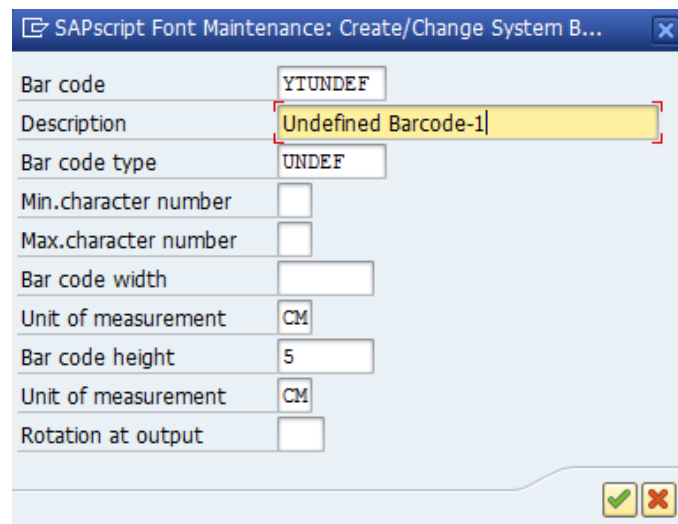 SAPscript Font Maintenance: Create/Change System B...
Bar code YTUNDEF
Description Undefined Barcode-1
Bar code type UNDEF
Min.character number
Max.character number
Bar code width
Unit of measurement CM
Bar code height 5
Unit of measurement CM
Rotation at output